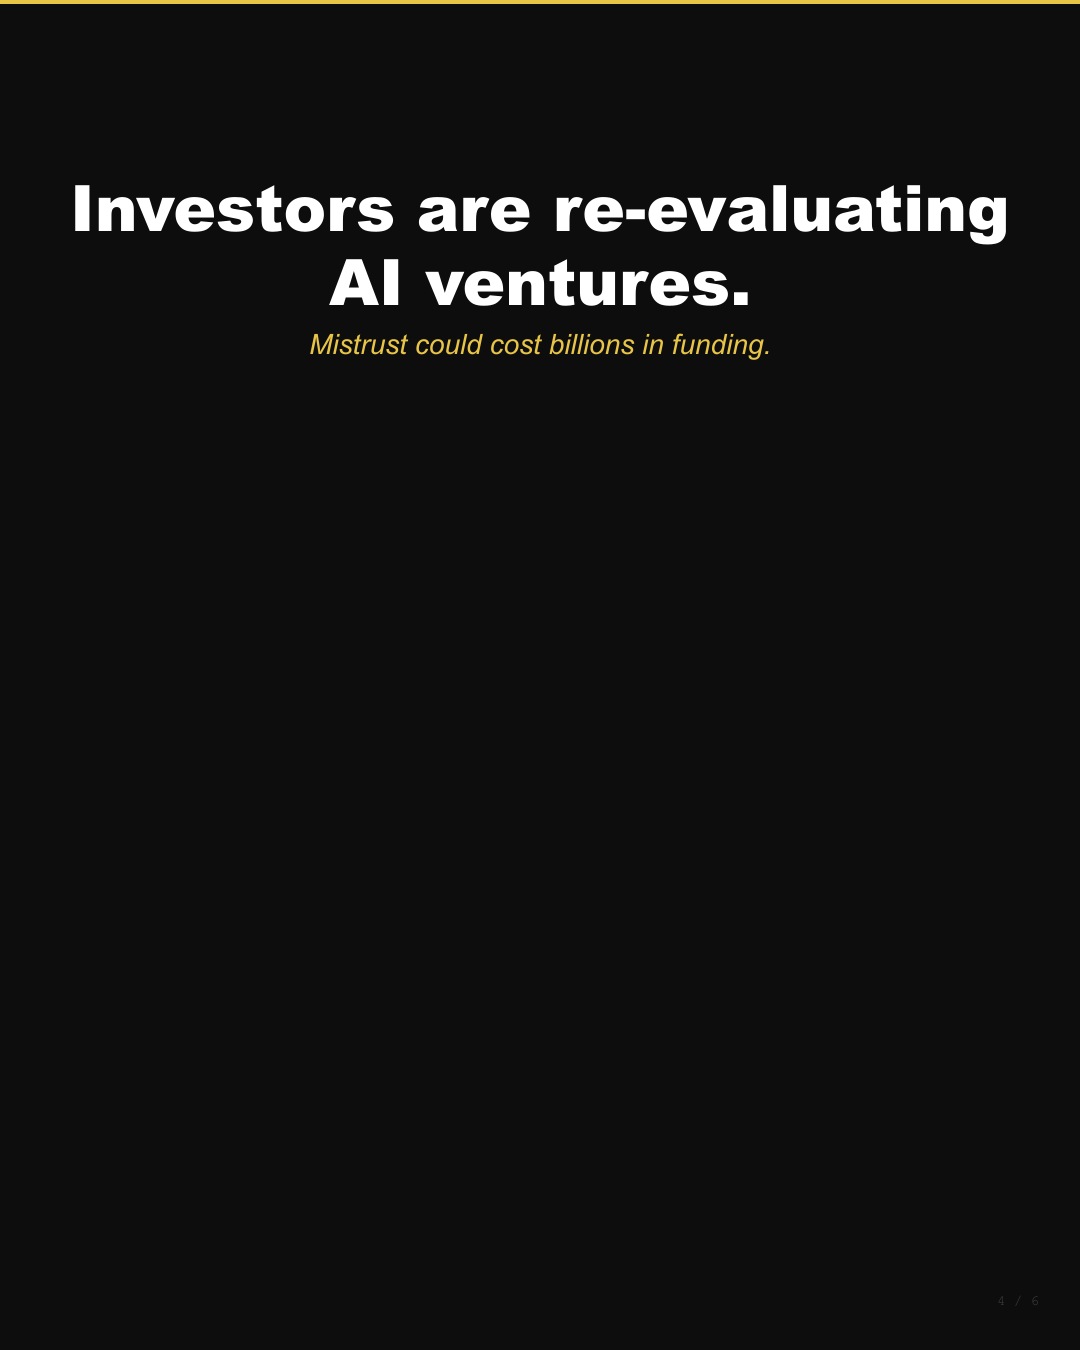 Investors are re-evaluating
AI ventures.
Mistrust could cost billions in funding.
4 / 6